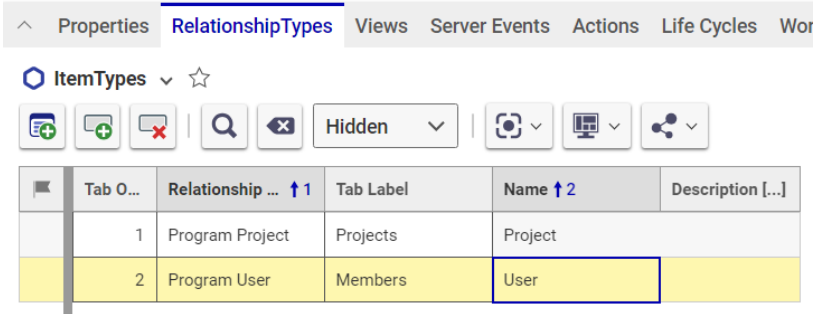 Properties RelationshipTypes Views Server Events Actions Life Cycles Wor
ItemTypes
Hidden
Tab O... Relationship ... 1 Tab Label Name 2 Description [...]
1 Program Project Projects Project
2 Program User Members User